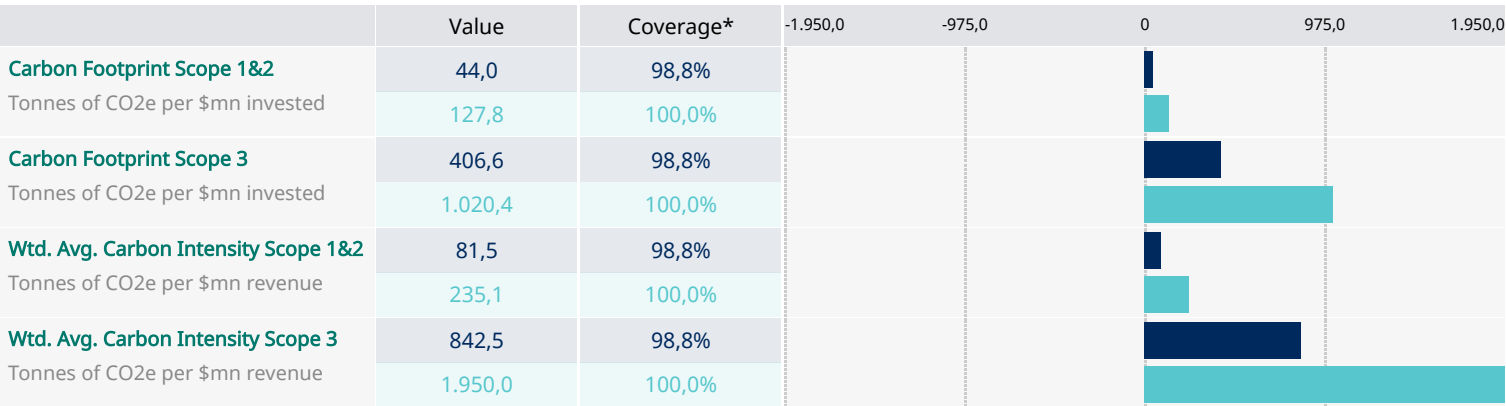 Value Coverage* -1.950,0 -975,0 0 975,0 1.950,0
Carbon Footprint Scope 1&2 44,0 98,8%
Tonnes of CO2e per $mn invested 127,8 100,0%
Carbon Footprint Scope 3 406,6 98,8%
Tonnes of CO2e per $mn invested 1.020,4 100,0%
Wtd. Avg. Carbon Intensity Scope 1&2 81,5 98,8%
Tonnes of CO2e per $mn revenue 235,1 100,0%
Wtd. Avg. Carbon Intensity Scope 3 842,5 98,8%
Tonnes of CO2e per $mn revenue 1.950,0 100,0%